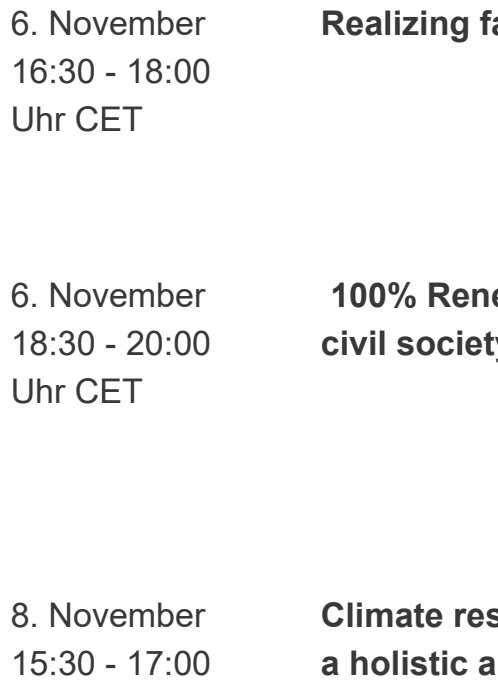 6. November
Realizing
16:30 - 18:00
Uhr CET
6. November
100%
18:30 - 20:00
civil
Uhr CET
8. November
Climate
15:30 - 17:00
a holistic